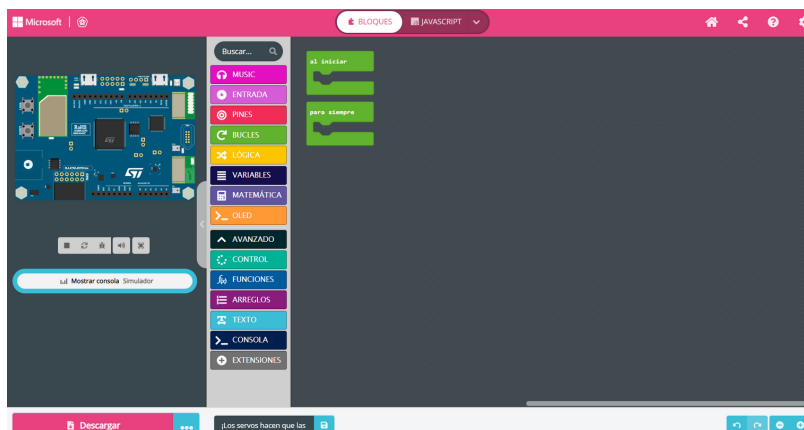 Microsoft
BLOQUES
JAVASCRIPT
Buscar...
MUSIC
ENTRADA
PINES
BUCLES
LÓGICA
VARIABLES
MATEMÁTICA
OLED
AVANZADO
CONTROL
FUNCIONES
ARREGLOS
TEXTO
CONSOLA
EXTENSIONES
al iniciar
para siempre
Mostrar consola Simulador
Descargar
¡Los servos hacen que las